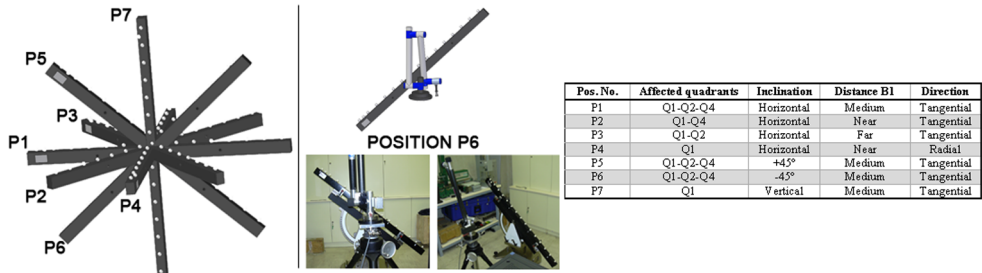 P7
P5
P3
P1
P2
P4
P6
POSITION P6
Pos. No. Affected quadrants Inclination Distance B1 Direction
P1 Q1-Q2-Q4 Horizontal Medium Tangential
P2 Q1-Q4 Horizontal Near Tangential
P3 Q1-Q2 Horizontal Far Tangential
P4 Q1 Horizontal Near Radial
P5 Q1-Q2-Q4 +45º Medium Tangential
P6 Q1-Q2-Q4 -45º Medium Tangential
P7 Q1 Vertical Medium Tangential